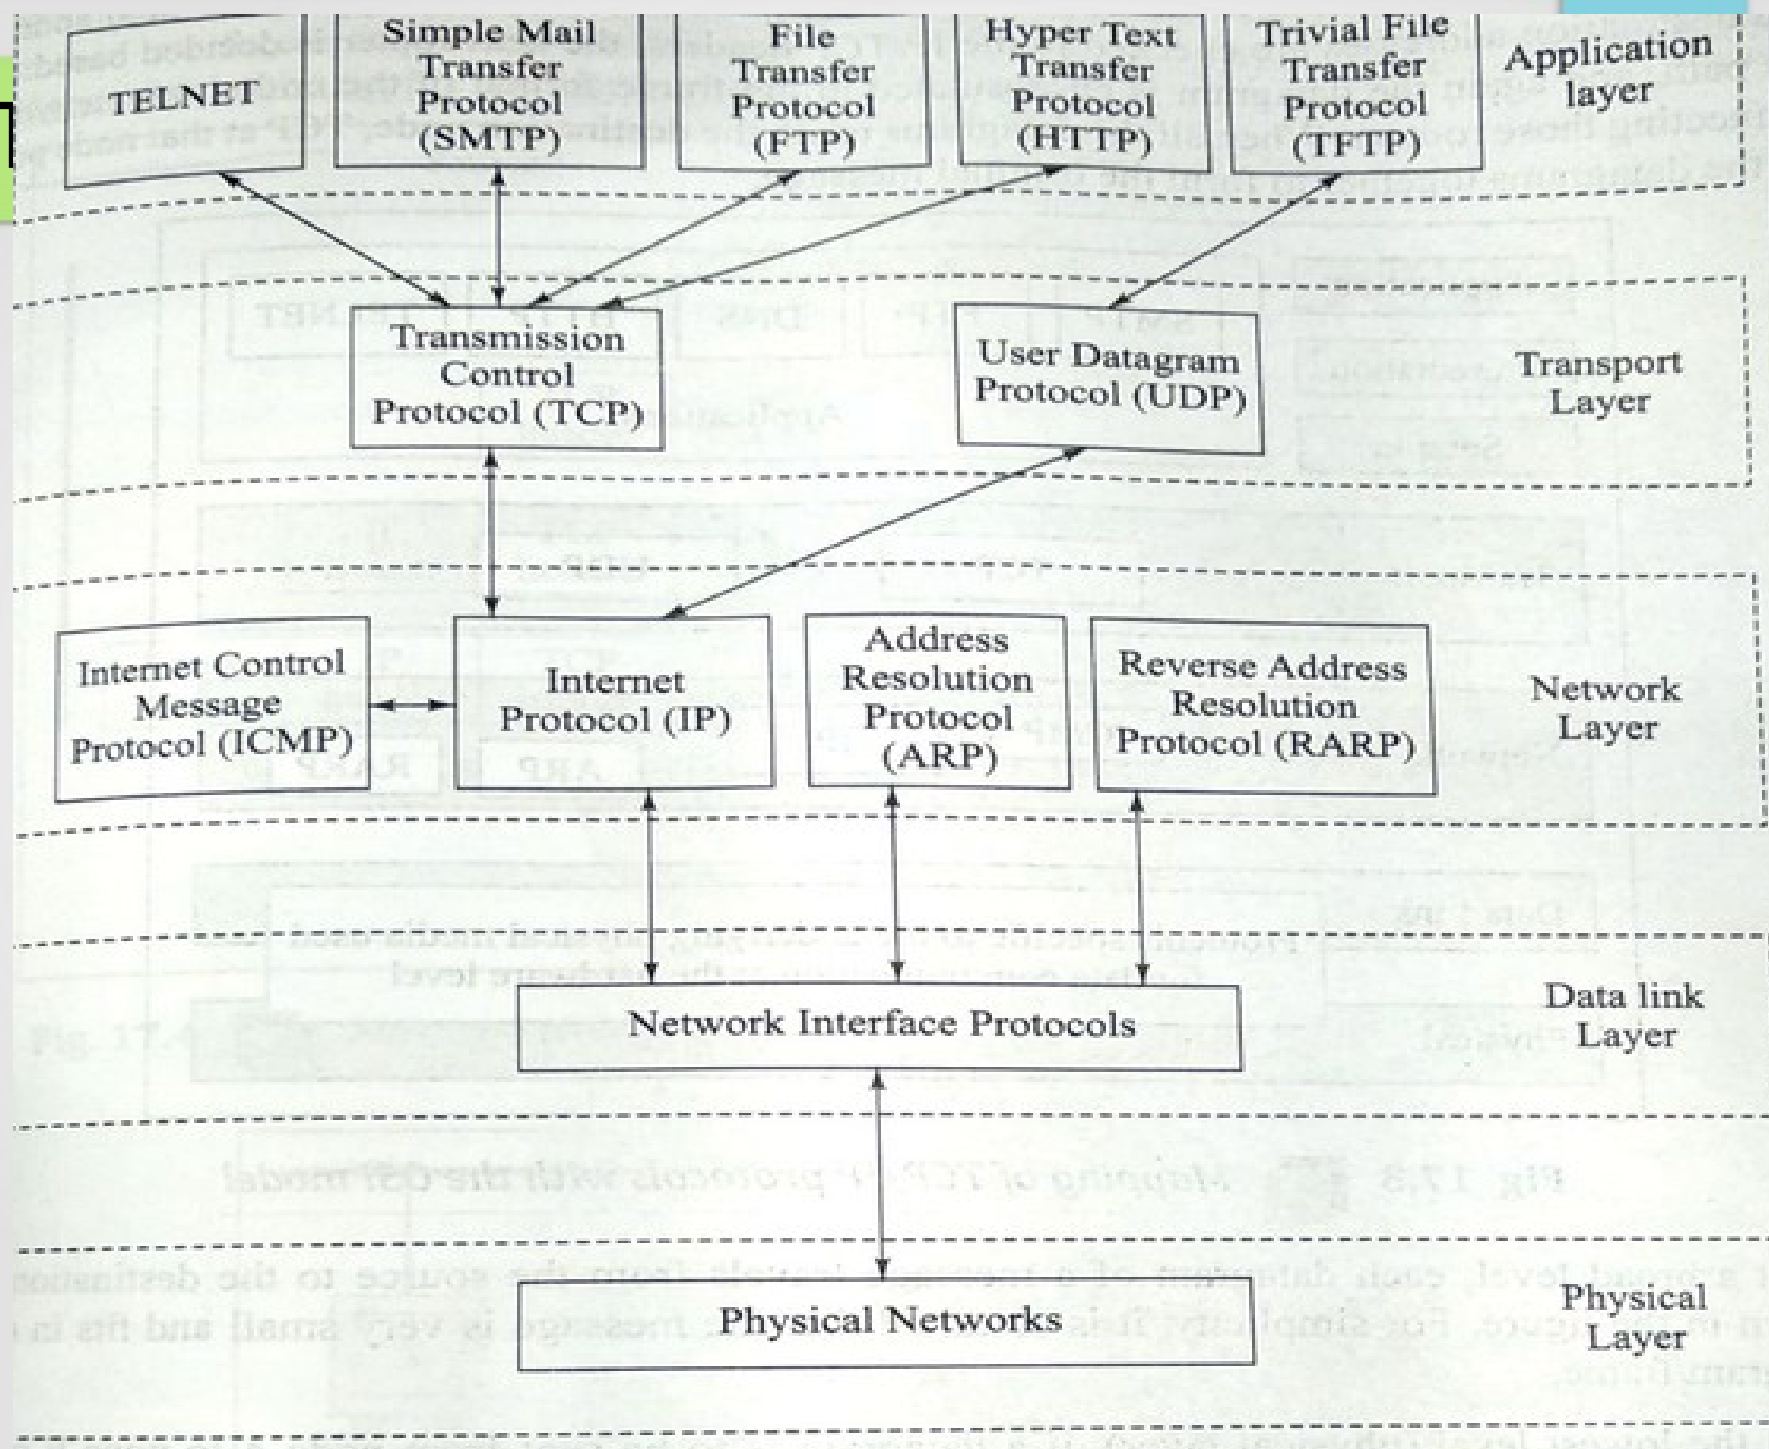 TELNET
Simple Mail
Transfer
Protocol
(SMTP)
File
Transfer
Protocol
(FTP)
Hyper Text
Transfer
Protocol
(HTTP)
Trivial File
Transfer
Protocol
(TFTP)
Application
layer
Transmission
Control
Protocol (TCP)
User Datagram
Protocol (UDP)
Transport
Layer
Internet Control
Message
Protocol (ICMP)
Internet
Protocol (IP)
Address
Resolution
Protocol
(ARP)
Reverse Address
Resolution
Protocol (RARP)
Network
Layer
Network Interface Protocols
Data link
Layer
Physical Networks
Physical
Layer